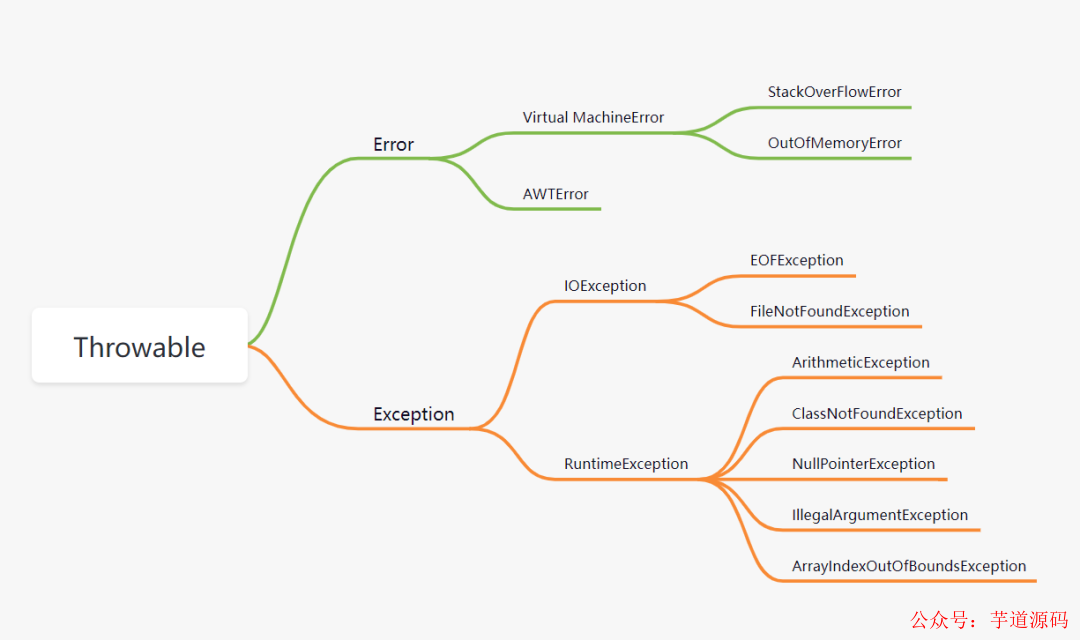 Throwable
Error
Virtual MachineError
StackOverFlowError
OutOfMemoryError
AWTError
Exception
IOException
EOFException
FileNotFoundException
RuntimeException
ArithmeticException
ClassNotFoundException
NullPointerException
IllegalArgumentException
ArrayIndexOutOfBoundsException
公众号：芋道源码